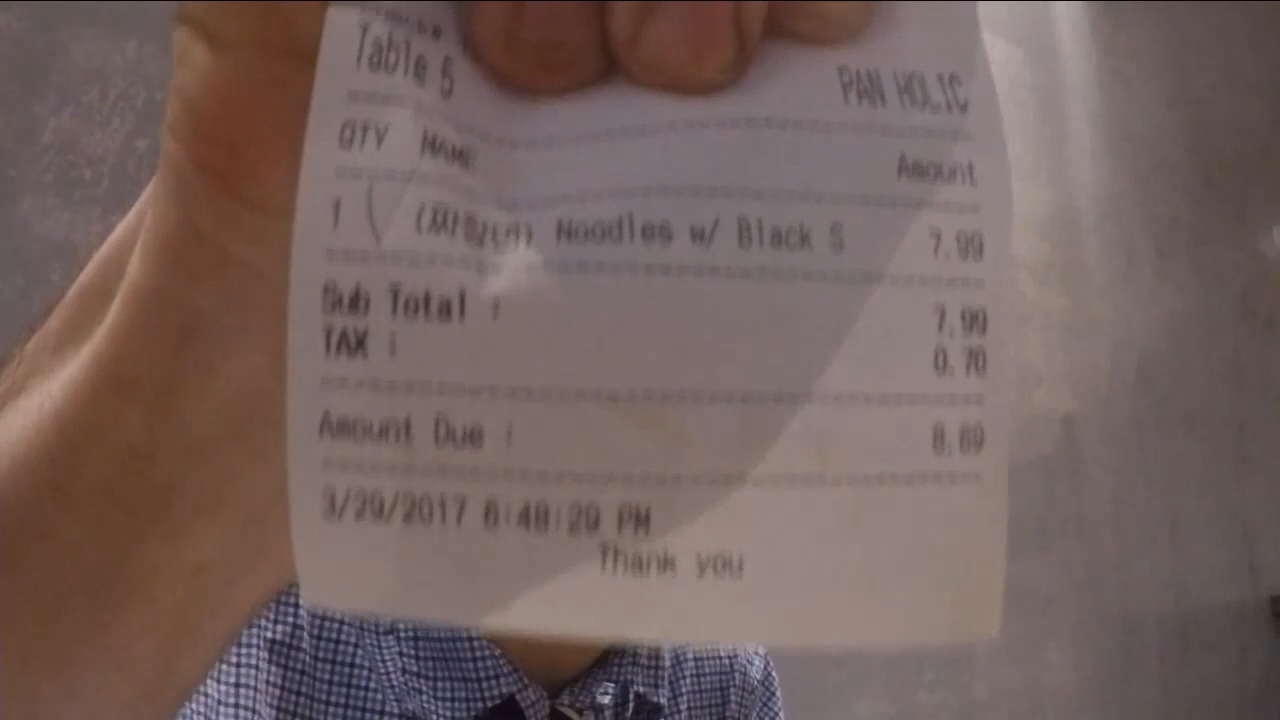 Table 5
PAN HOLIC
QTY NAME Amount
1 Noodles w/ Black S 7.99
Sub Total : 7.99
TAX : 0.70
Amount Due : 8.69
3/29/2017 6:48:29 PM
Thank you